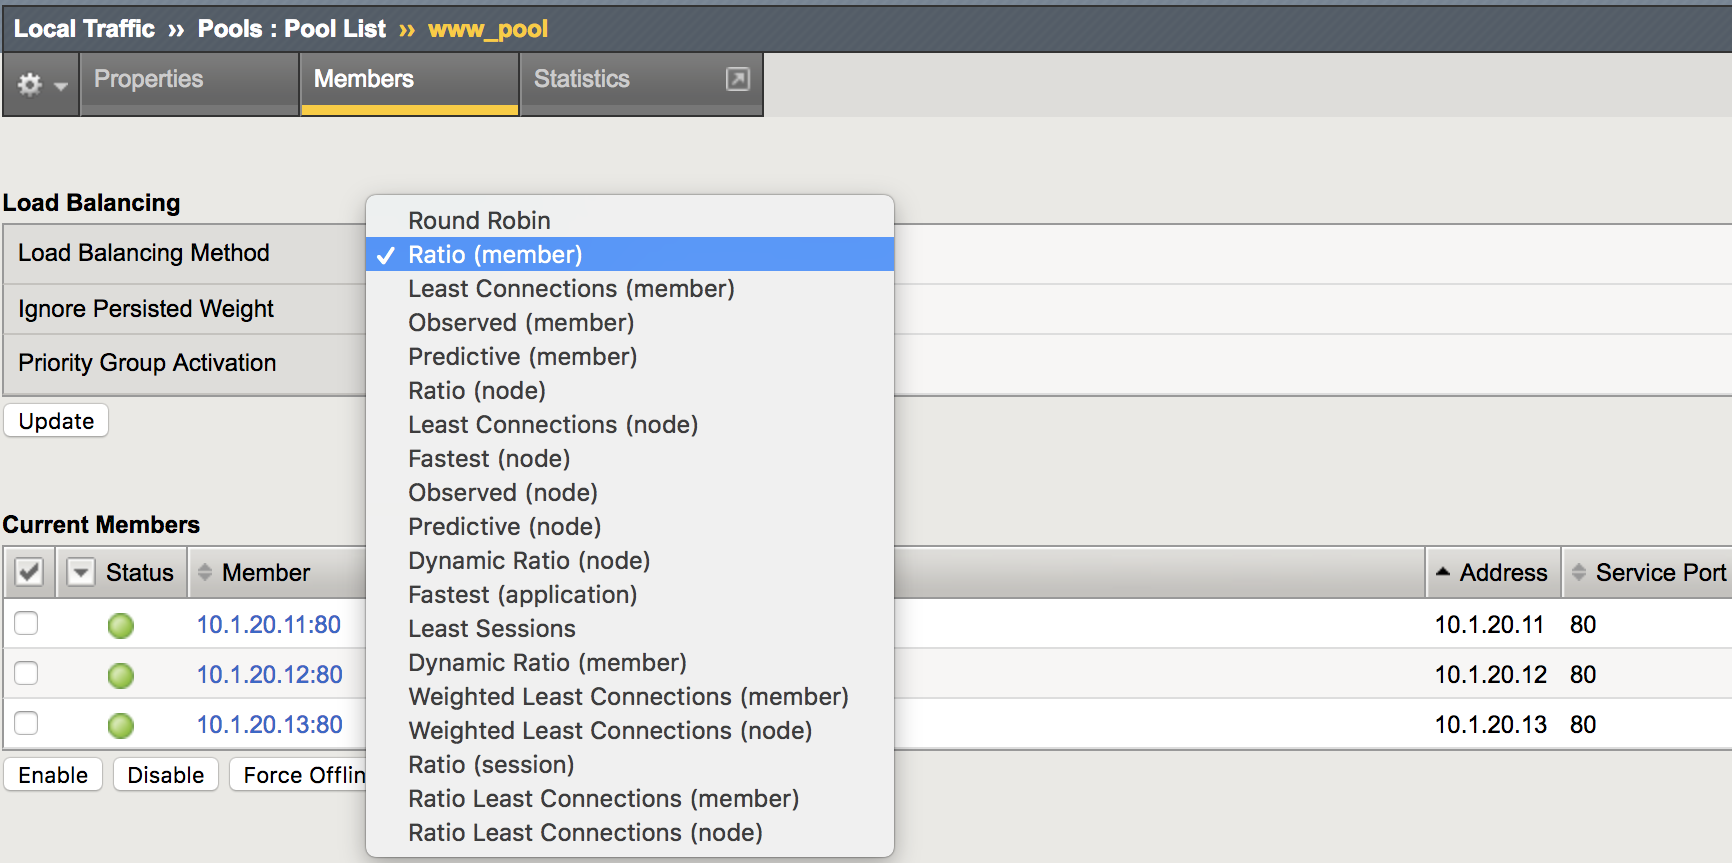 Local Traffic ›› Pools : Pool List ›› www_pool
Properties
Members
Statistics
Load Balancing
Load Balancing Method
Ignore Persisted Weight
Priority Group Activation
Update
Round Robin
✓ Ratio (member)
Least Connections (member)
Observed (member)
Predictive (member)
Ratio (node)
Least Connections (node)
Fastest (node)
Observed (node)
Predictive (node)
Dynamic Ratio (node)
Fastest (application)
Least Sessions
Dynamic Ratio (member)
Weighted Least Connections (member)
Weighted Least Connections (node)
Ratio (session)
Ratio Least Connections (member)
Ratio Least Connections (node)
Current Members
Status Member Address Service Port
10.1.20.11:80 10.1.20.11 80
10.1.20.12:80 10.1.20.12 80
10.1.20.13:80 10.1.20.13 80
Enable Disable Force Offlin